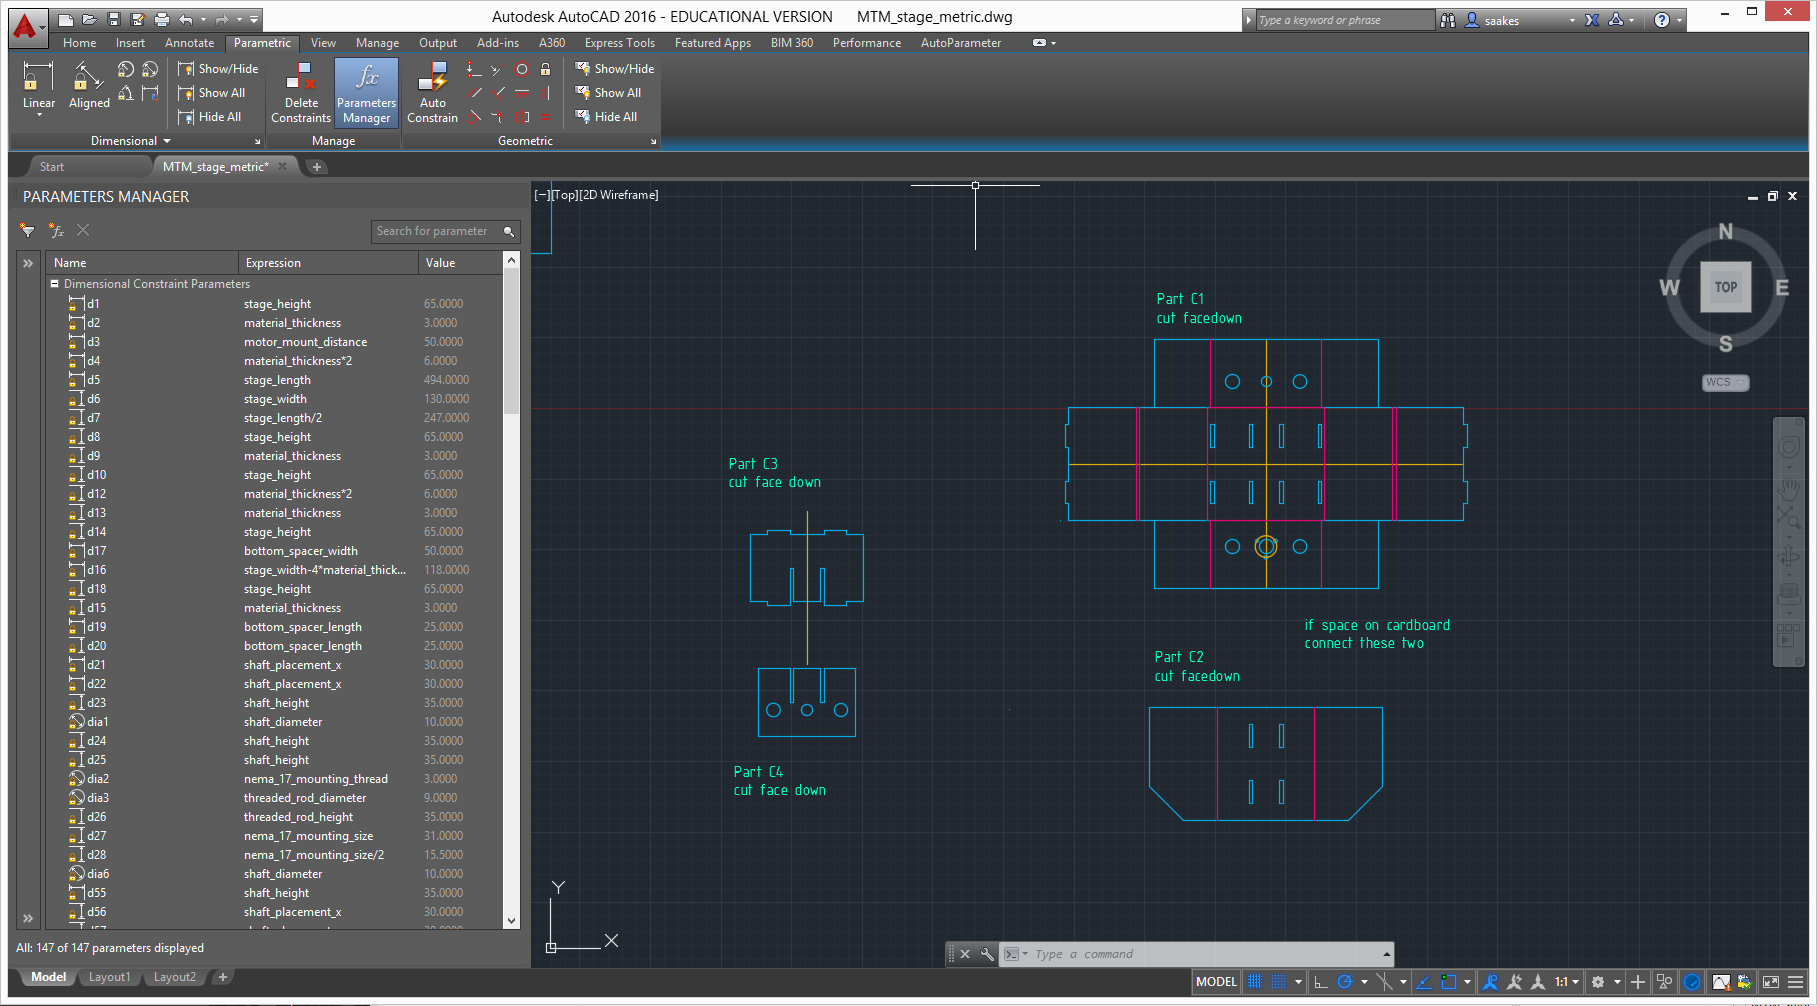 Autodesk AutoCAD 2016 - EDUCATIONAL VERSION MTM_stage_metric.dwg
Type a keyword or phrase
saakes
Home Insert Annotate Parametric View Manage Output Add-ins A360 Express Tools Featured Apps BIM 360 Performance AutoParameter
Linear
Aligned
Show/Hide
Show All
Hide All
Delete
Constraints
Parameters
Manager
Auto
Constrain
Show/Hide
Show All
Hide All
Dimensional
Manage
Geometric
Start
MTM_stage_metric*
PARAMETERS MANAGER
Search for parameter
Name Expression Value
Dimensional Constraint Parameters
d1 stage_height 65.0000
d2 material_thickness 3.0000
d3 motor_mount_distance 50.0000
d4 material_thickness*2 6.0000
d5 stage_length 494.0000
d6 stage_width 130.0000
d7 stage_length/2 247.0000
d8 stage_height 65.0000
d9 material_thickness 3.0000
d10 stage_height 65.0000
d12 material_thickness*2 6.0000
d13 material_thickness 3.0000
d14 stage_height 65.0000
d17 bottom_spacer_width 50.0000
d16 stage_width-4*material_thick... 118.0000
d18 stage_height 65.0000
d15 material_thickness 3.0000
d19 bottom_spacer_length 25.0000
d20 bottom_spacer_length 25.0000
d21 shaft_placement_x 30.0000
d22 shaft_placement_x 30.0000
d23 shaft_height 35.0000
dia1 shaft_diameter 10.0000
d24 shaft_height 35.0000
d25 shaft_height 35.0000
dia2 nema_17_mounting_thread 3.0000
dia3 threaded_rod_diameter 9.0000
d26 threaded_rod_height 35.0000
d27 nema_17_mounting_size 31.0000
d28 nema_17_mounting_size/2 15.5000
dia6 shaft_diameter 10.0000
d55 shaft_height 35.0000
d56 shaft_placement_x 30.0000
All: 147 of 147 parameters displayed
[−][Top][2D Wireframe]
N
W
TOP
E
S
WCS
Part C1
cut facedown
Part C3
cut face down
if space on cardboard
connect these two
Part C2
cut facedown
Part C4
cut face down
Y
X
Type a command
Model Layout1 Layout2
MODEL
1:1